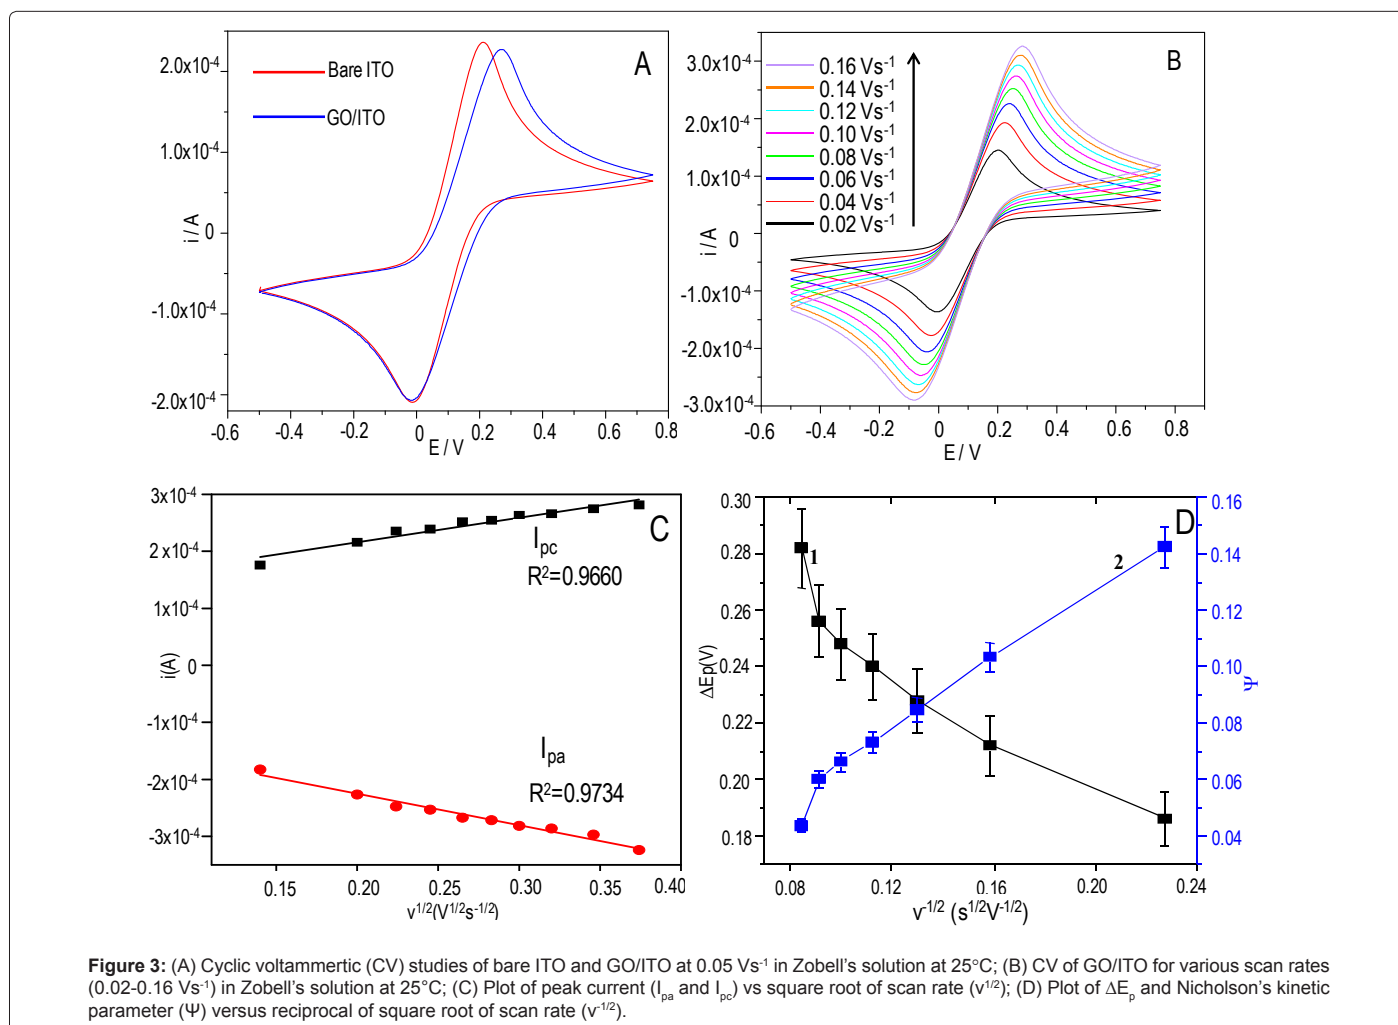 A
Bare ITO
GO/ITO
2.0x10⁻⁴
1.0x10⁻⁴
0
-1.0x10⁻⁴
-2.0x10⁻⁴
i / A
-0.6 -0.4 -0.2 0 0.2 0.4 0.6 0.8
E / V
B
0.16 Vs⁻¹
0.14 Vs⁻¹
0.12 Vs⁻¹
0.10 Vs⁻¹
0.08 Vs⁻¹
0.06 Vs⁻¹
0.04 Vs⁻¹
0.02 Vs⁻¹
3.0x10⁻⁴
2.0x10⁻⁴
1.0x10⁻⁴
0
-1.0x10⁻⁴
-2.0x10⁻⁴
-3.0x10⁻⁴
i / A
-0.6 -0.4 -0.2 0 0.2 0.4 0.6 0.8
E / V
C
3x10⁻⁴
2x10⁻⁴
1x10⁻⁴
0
-1x10⁻⁴
-2x10⁻⁴
-3x10⁻⁴
i(A)
Ipc
R²=0.9660
Ipa
R²=0.9734
0.15 0.20 0.25 0.30 0.35 0.40
v^1/2(V^1/2s^-1/2)
D
1
2
0.30
0.28
0.26
0.24
0.22
0.20
0.18
ΔEp(V)
0.16
0.14
0.12
0.10
0.08
0.06
0.04
Ψ
0.08 0.12 0.16 0.20 0.24
v^-1/2 (s^1/2V^-1/2)
Figure 3: (A) Cyclic voltammertic (CV) studies of bare ITO and GO/ITO at 0.05 Vs⁻¹ in Zobell's solution at 25°C; (B) CV of GO/ITO for various scan rates
(0.02-0.16 Vs⁻¹) in Zobell's solution at 25°C; (C) Plot of peak current (Ipa and Ipc) vs square root of scan rate (v^1/2); (D) Plot of ΔEp and Nicholson's kinetic
parameter (Ψ) versus reciprocal of square root of scan rate (v^-1/2).